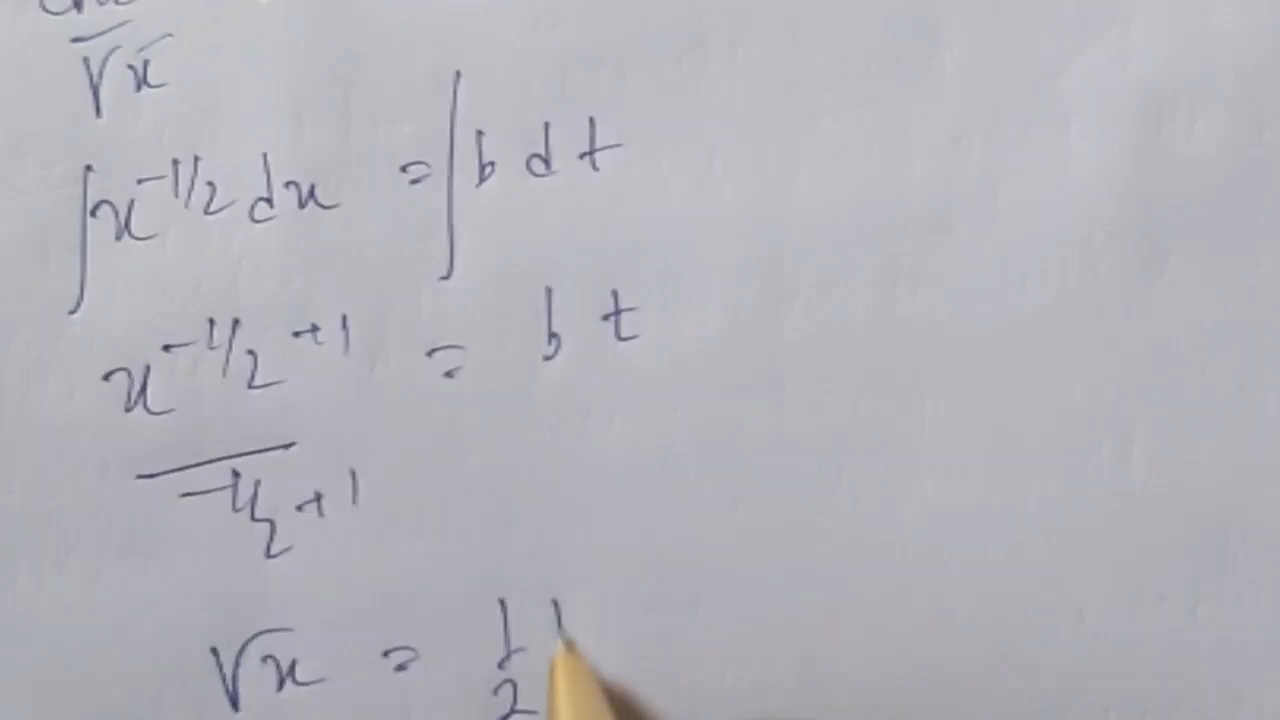 √x
∫x^-1/2 dx = ∫b dt
x^-1/2 +1 = b t
-1/2 +1
√x = 1/2